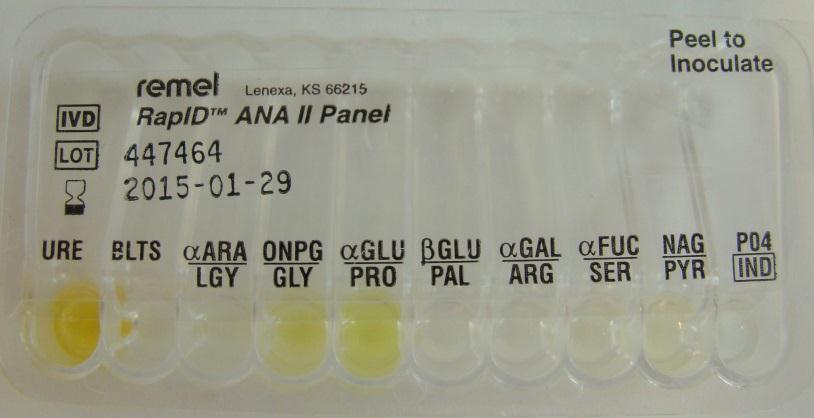 Peel to
Inoculate
remel Lenexa, KS 66215
IVD RapID™ ANA II Panel
LOT 447464
2015-01-29
URE BLTS αARA ONPG αGLU βGLU αGAL αFUC NAG PO4
LGY GLY PRO PAL ARG SER PYR IND